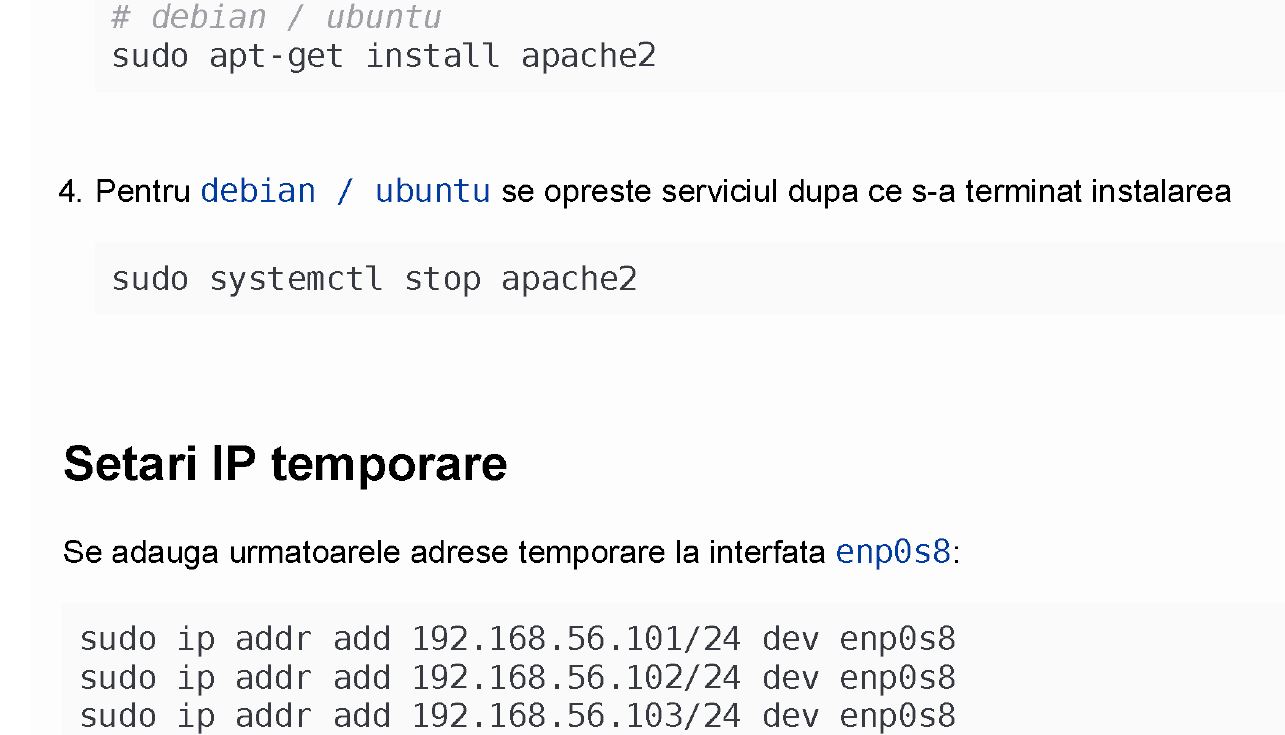 # debian / ubuntu
sudo apt-get install apache2
4. Pentru debian / ubuntu se opreste serviciul dupa ce s-a terminat instalarea
sudo systemctl stop apache2
Setari IP temporare
Se adauga urmatoarele adrese temporare la interfata enp0s8:
sudo ip addr add 192.168.56.101/24 dev enp0s8
sudo ip addr add 192.168.56.102/24 dev enp0s8
sudo ip addr add 192.168.56.103/24 dev enp0s8